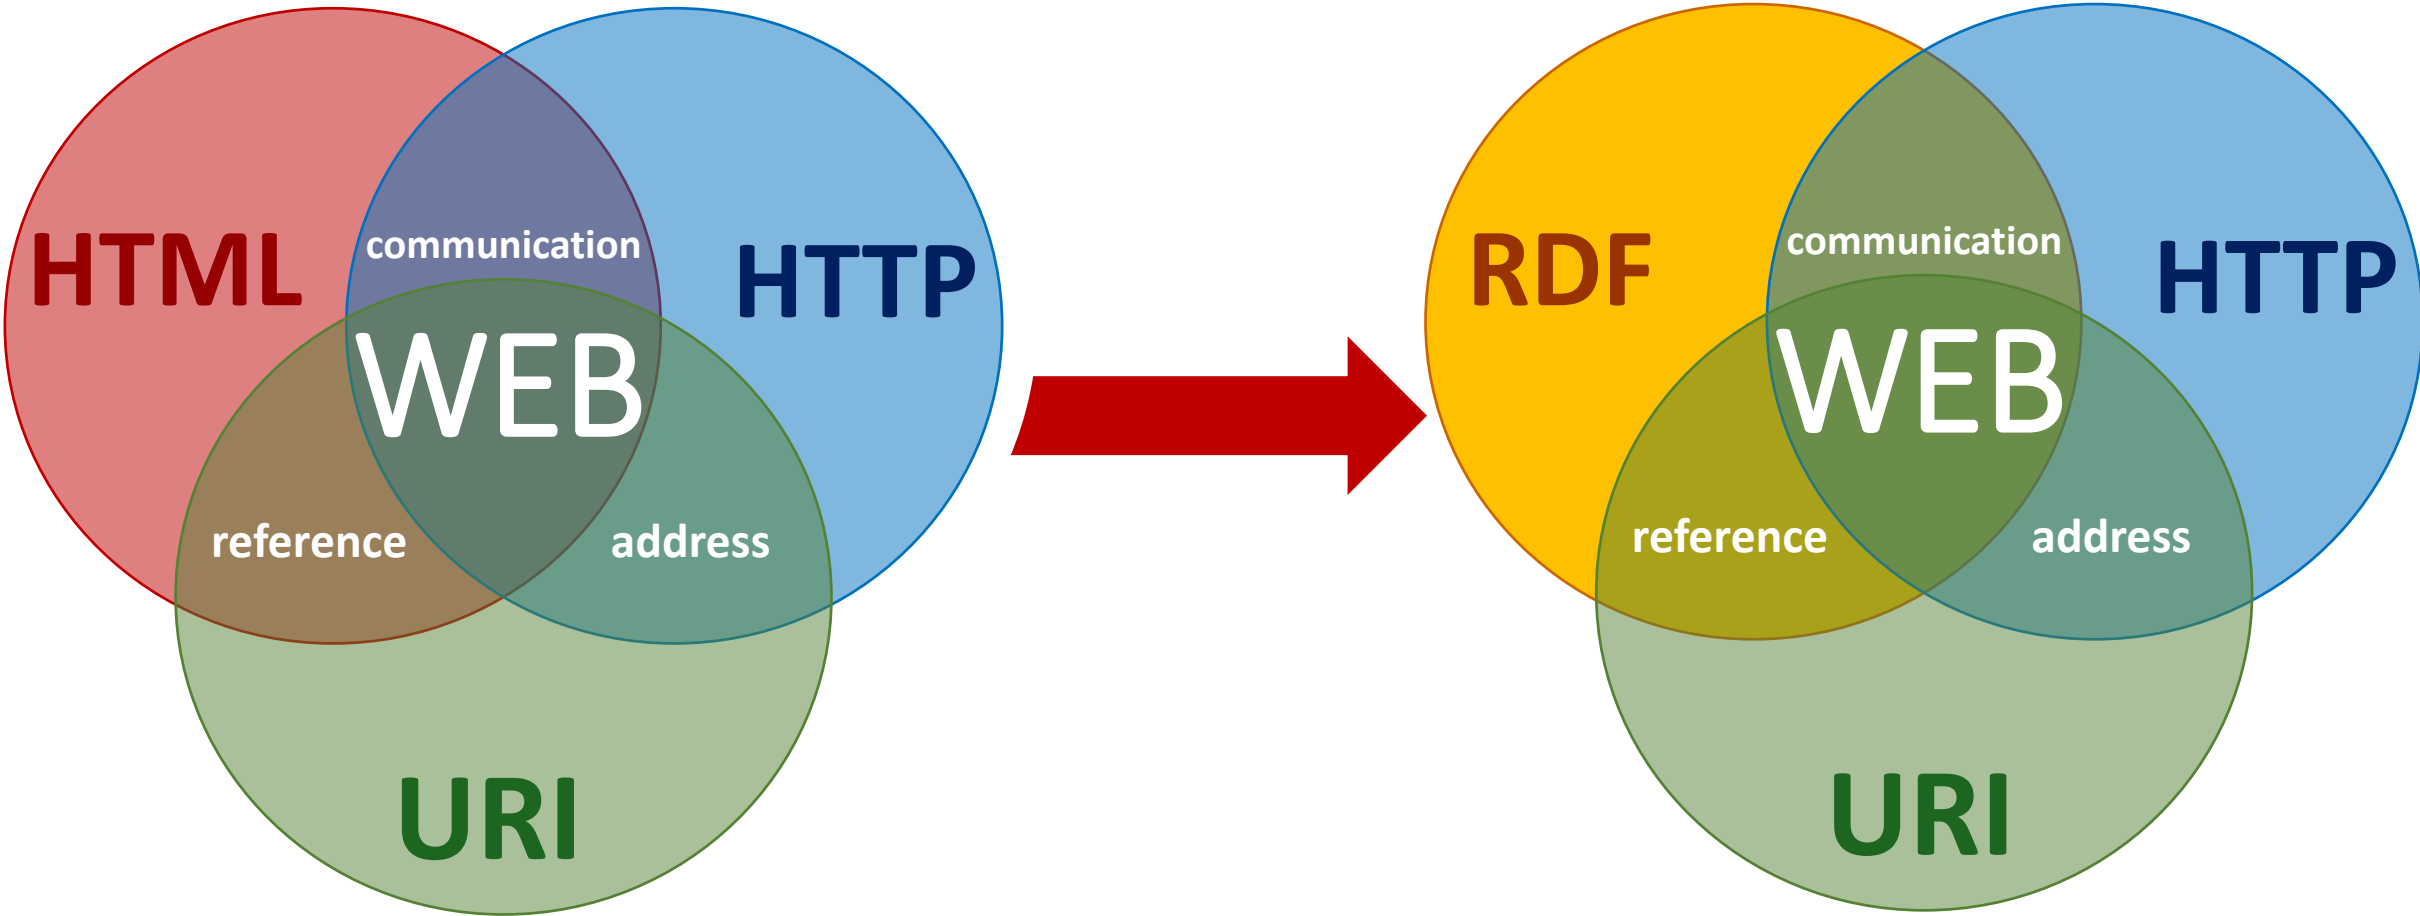 HTML
communication
HTTP
WEB
reference
address
URI
RDF
communication
HTTP
WEB
reference
address
URI